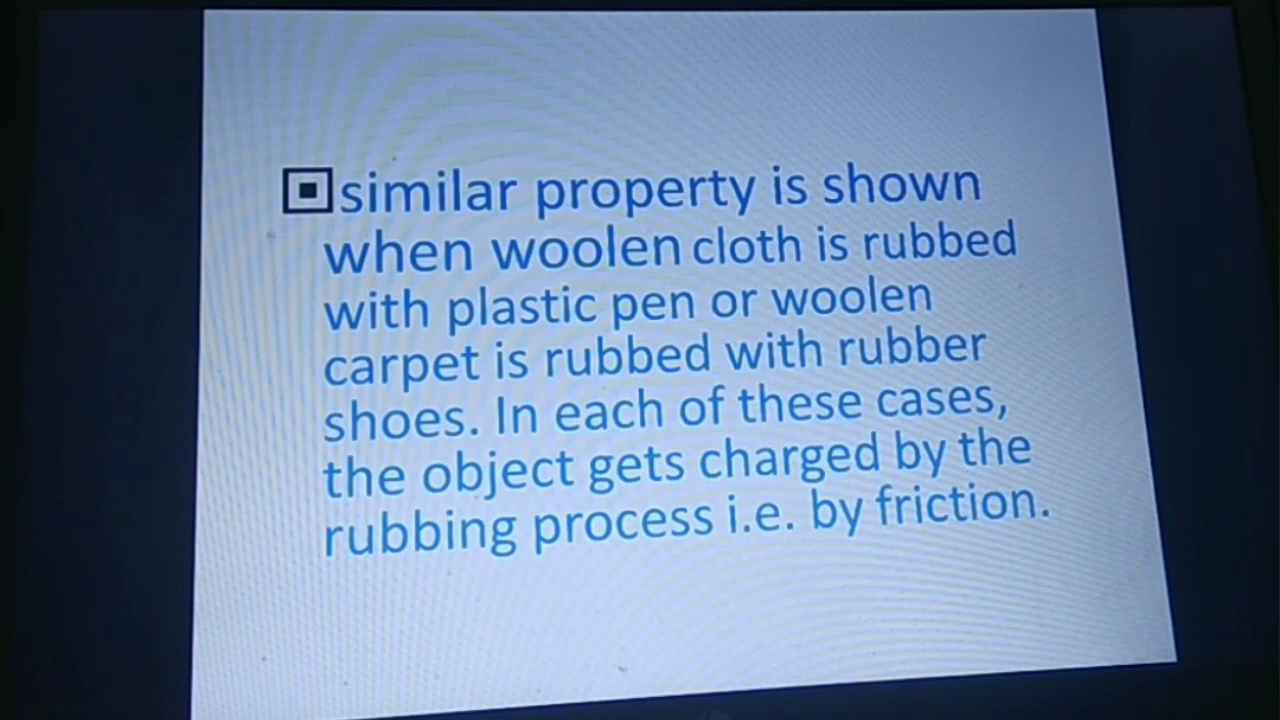 similar property is shown
when woolen cloth is rubbed
with plastic pen or woolen
carpet is rubbed with rubber
shoes. In each of these cases,
the object gets charged by the
rubbing process i.e. by friction.